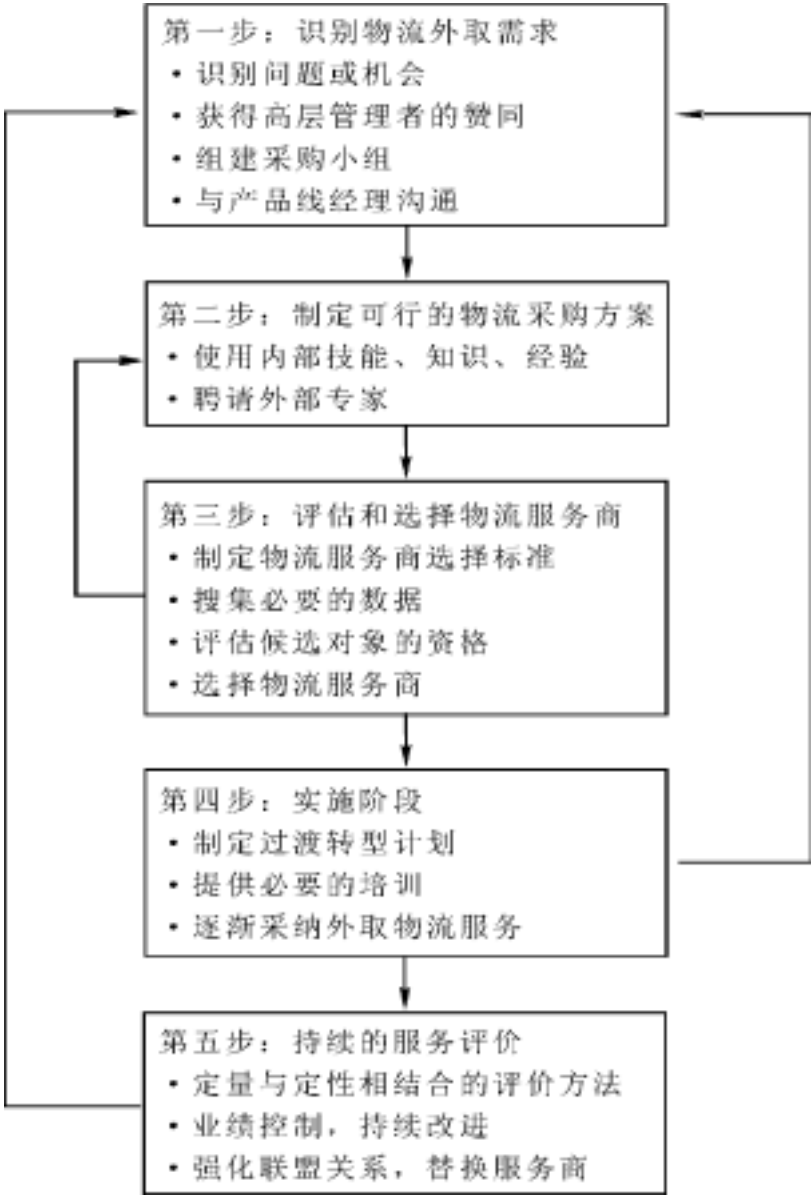 第一步：识别物流外取需求
・识别问题或机会
・获得高层管理者的赞同
・组建采购小组
・与产品线经理沟通
第二步：制定可行的物流采购方案
・使用内部技能、知识、经验
・聘请外部专家
第三步：评估和选择物流服务商
・制定物流服务商选择标准
・搜集必要的数据
・评估候选对象的资格
・选择物流服务商
第四步：实施阶段
・制定过渡转型计划
・提供必要的培训
・逐渐采纳外取物流服务
第五步：持续的服务评价
・定量与定性相结合的评价方法
・业绩控制，持续改进
・强化联盟关系，替换服务商